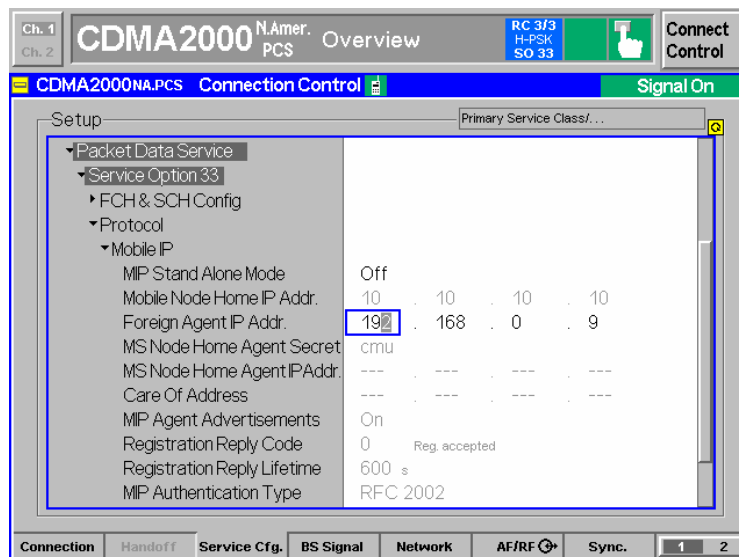 Ch. 1
Ch. 2
CDMA2000 N.Amer. PCS Overview
RC 3/3
H-PSK
SO 33
Connect
Control
CDMA2000NA.PCS Connection Control Signal On
Setup
Primary Service Class/...
Packet Data Service
Service Option 33
FCH & SCH Config
Protocol
Mobile IP
MIP Stand Alone Mode Off
Mobile Node Home IP Addr. 10 . 10 . 10 . 10
Foreign Agent IP Addr. 192 . 168 . 0 . 9
MS Node Home Agent Secret cmu
MS Node Home Agent IPAddr. --- . --- . --- . ---
Care Of Address --- . --- . --- . ---
MIP Agent Advertisements On
Registration Reply Code 0 Reg. accepted
Registration Reply Lifetime 600 s
MIP Authentication Type RFC 2002
Connection Handoff Service Cfg. BS Signal Network AF/RF Sync. 1 2